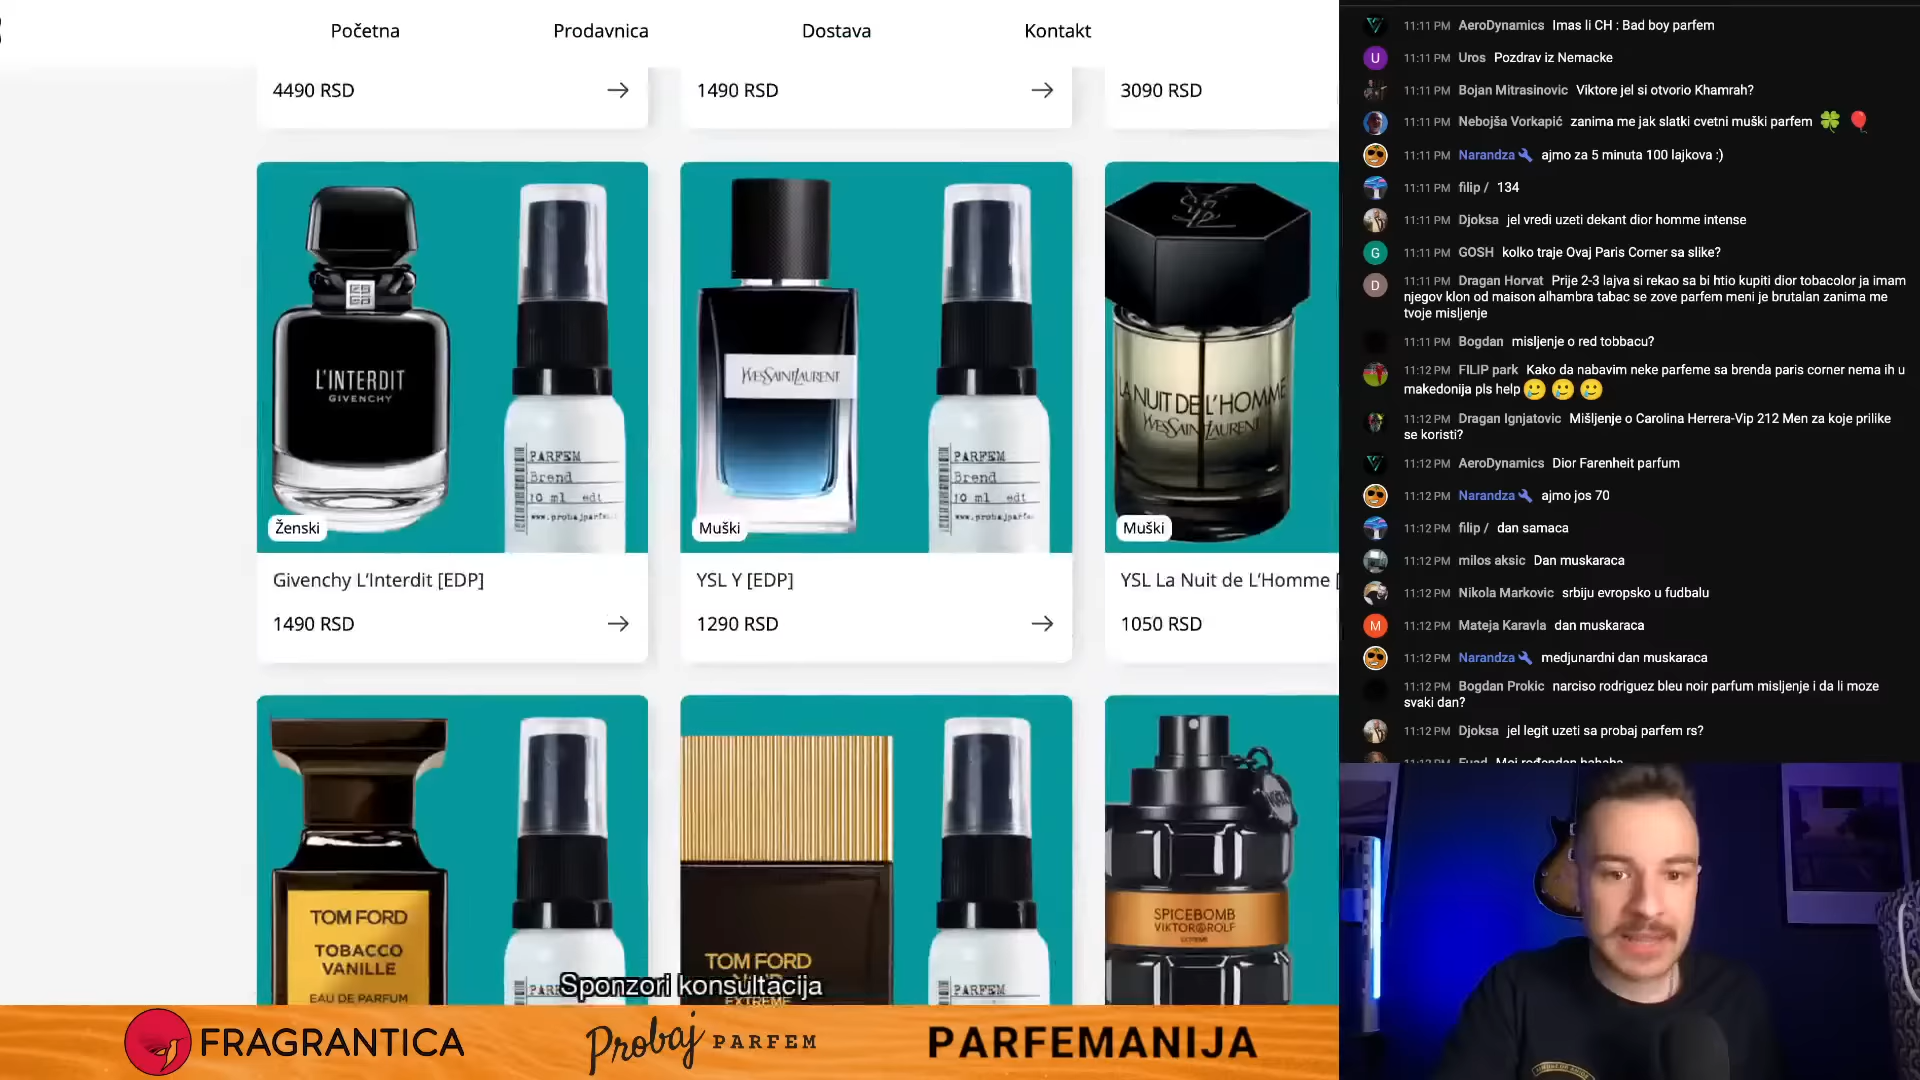 Početna
Prodavnica
Dostava
Kontakt
4490 RSD
1490 RSD
3090 RSD
L'INTERDIT
GIVENCHY
PARFEM
Brend
10 ml edt
Ženski
YVESSAINTLAURENT
PARFEM
Brend
10 ml edt
Muški
LA NUIT DE L'HOMME
YVESSAINTLAURENT
Muški
Givenchy L'Interdit [EDP]
YSL Y [EDP]
YSL La Nuit de L'Homme [
1490 RSD
1290 RSD
1050 RSD
TOM FORD
TOBACCO
VANILLE
EAU DE PARFUM
TOM FORD
EXTREME
PARFEM
SPICEBOMB
VIKTOR&ROLF
EXTREME
Sponzori konsultacija
FRAGRANTICA
Probaj PARFEM
PARFEMANIJA
11:11 PM AeroDynamics Imas li CH : Bad boy parfem
U 11:11 PM Uros Pozdrav iz Nemacke
11:11 PM Bojan Mitrasinovic Viktore jel si otvorio Khamrah?
11:11 PM Nebojša Vorkapić zanima me jak slatki cvetni muški parfem 🍀 🎈
11:11 PM Narandza ajmo za 5 minuta 100 lajkova :)
11:11 PM filip / 134
11:11 PM Djoksa jel vredi uzeti dekant dior homme intense
G 11:11 PM GOSH kolko traje Ovaj Paris Corner sa slike?
D 11:11 PM Dragan Horvat Prije 2-3 lajva si rekao sa bi htio kupiti dior tobacolor ja imam
njegov klon od maison alhambra tabac se zove parfem meni je brutalan zanima me
tvoje misljenje
11:11 PM Bogdan misljenje o red tobbacu?
11:12 PM FILIP park Kako da nabavim neke parfeme sa brenda paris corner nema ih u
makedonija pls help 🥲 🥲 🥲
11:12 PM Dragan Ignjatovic Mišljenje o Carolina Herrera-Vip 212 Men za koje prilike
se koristi?
11:12 PM AeroDynamics Dior Farenheit parfum
11:12 PM Narandza ajmo jos 70
11:12 PM filip / dan samaca
11:12 PM milos aksic Dan muskaraca
11:12 PM Nikola Markovic srbiju evropsko u fudbalu
M 11:12 PM Mateja Karavla dan muskaraca
11:12 PM Narandza medjunardni dan muskaraca
11:12 PM Bogdan Prokic narciso rodriguez bleu noir parfum misljenje i da li moze
svaki dan?
11:12 PM Djoksa jel legit uzeti sa probaj parfem rs?